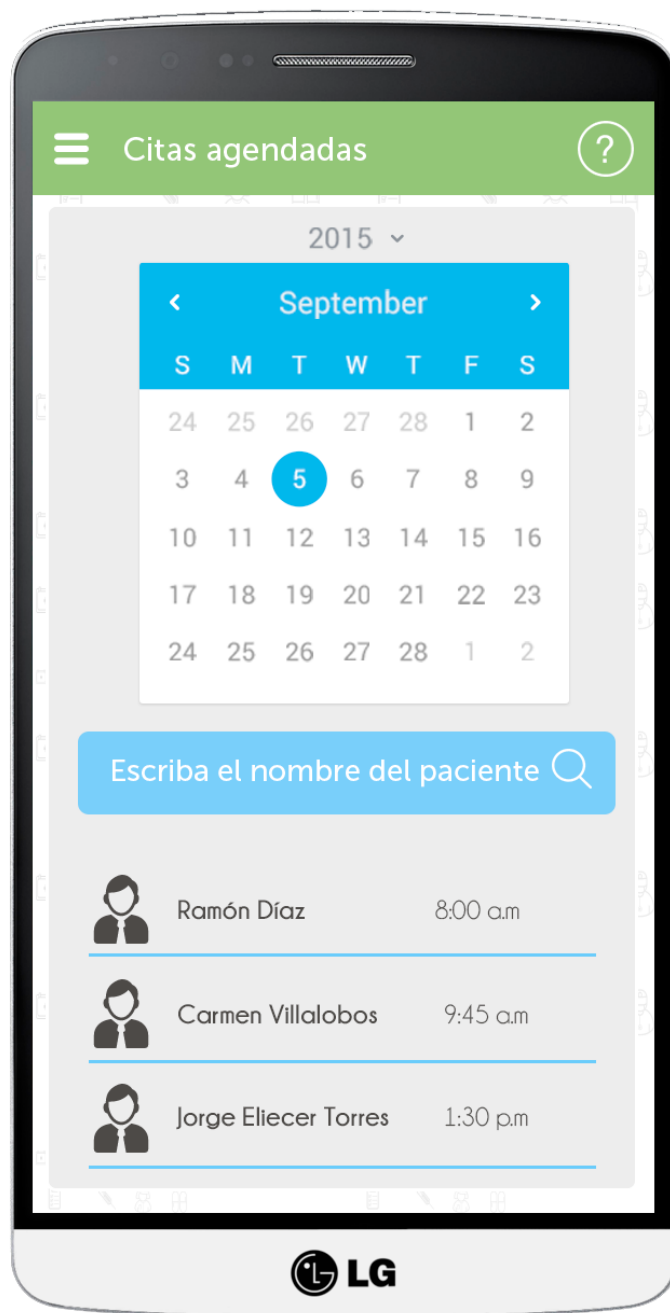 Citas agendadas ?
2015
September
S M T W T F S
24 25 26 27 28 1 2
3 4 5 6 7 8 9
10 11 12 13 14 15 16
17 18 19 20 21 22 23
24 25 26 27 28 1 2
Escriba el nombre del paciente
Ramón Díaz 8:00 a.m
Carmen Villalobos 9:45 a.m
Jorge Eliecer Torres 1:30 p.m
LG